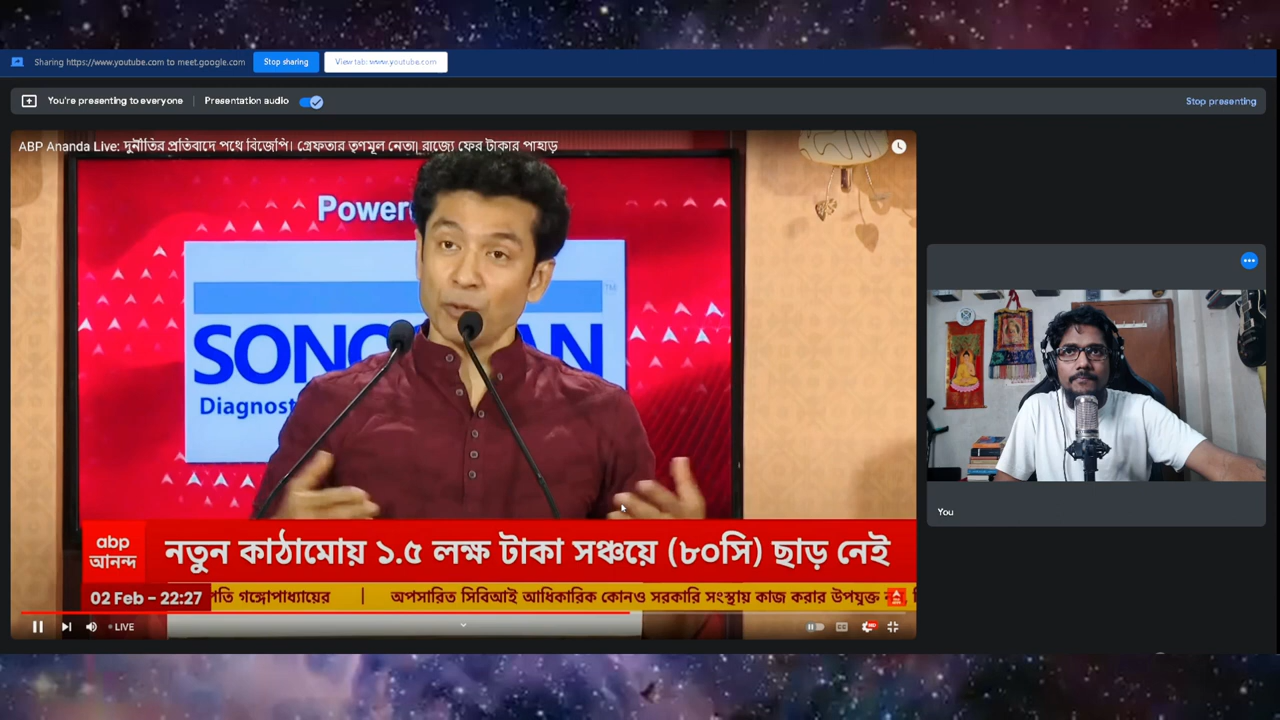 Sharing https://www.youtube.com to meet.google.com
Stop sharing
View tab: www.youtube.com
You're presenting to everyone
Presentation audio
Stop presenting
ABP Ananda Live: দুর্নীতির প্রতিবাদে পথে বিজেপি। গ্রেফতার তৃণমূল নেতা| রাজ্যে ফের টাকার পাহাড়
Power
TM
SONO AN
Diagnost
You
abp
আনন্দ
নতুন কাঠামোয় ১.৫ লক্ষ টাকা সঞ্চয়ে (৮০সি) ছাড় নেই
02 Feb - 22:27
পতি গঙ্গোপাধ্যায়ের | অপসারিত সিবিআই আধিকারিক কোনও সরকারি সংস্থায় কাজ করার উপযুক্ত
LIVE